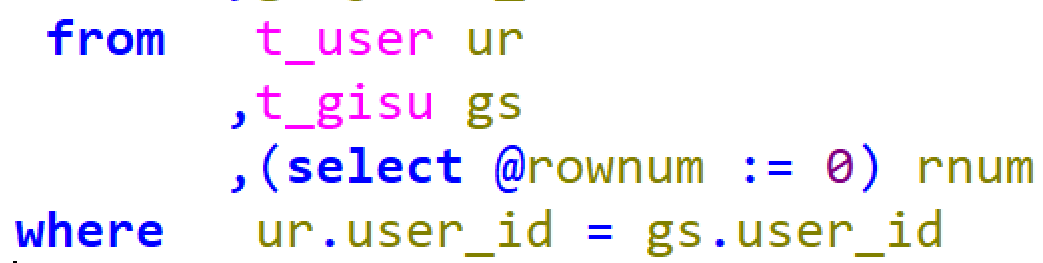 from t_user ur
,t_gisu gs
,(select @rownum := 0) rnum
where ur.user_id = gs.user_id